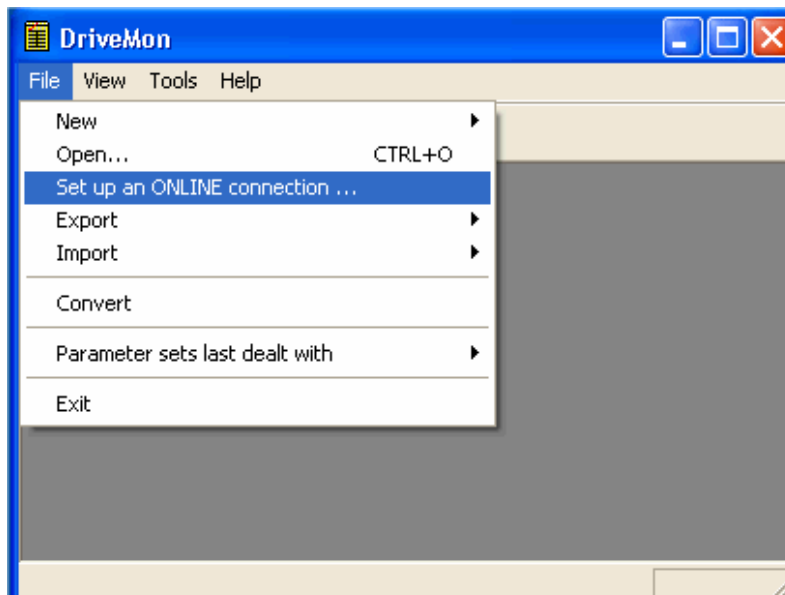 DriveMon
File View Tools Help
New
Open... CTRL+O
Set up an ONLINE connection ...
Export
Import
Convert
Parameter sets last dealt with
Exit